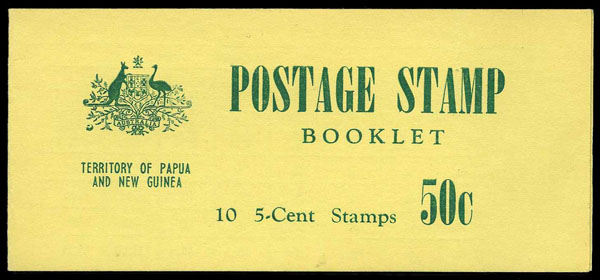 AUSTRALIA
TERRITORY OF PAPUA
AND NEW GUINEA
POSTAGE STAMP
BOOKLET
10 5-Cent Stamps 50c